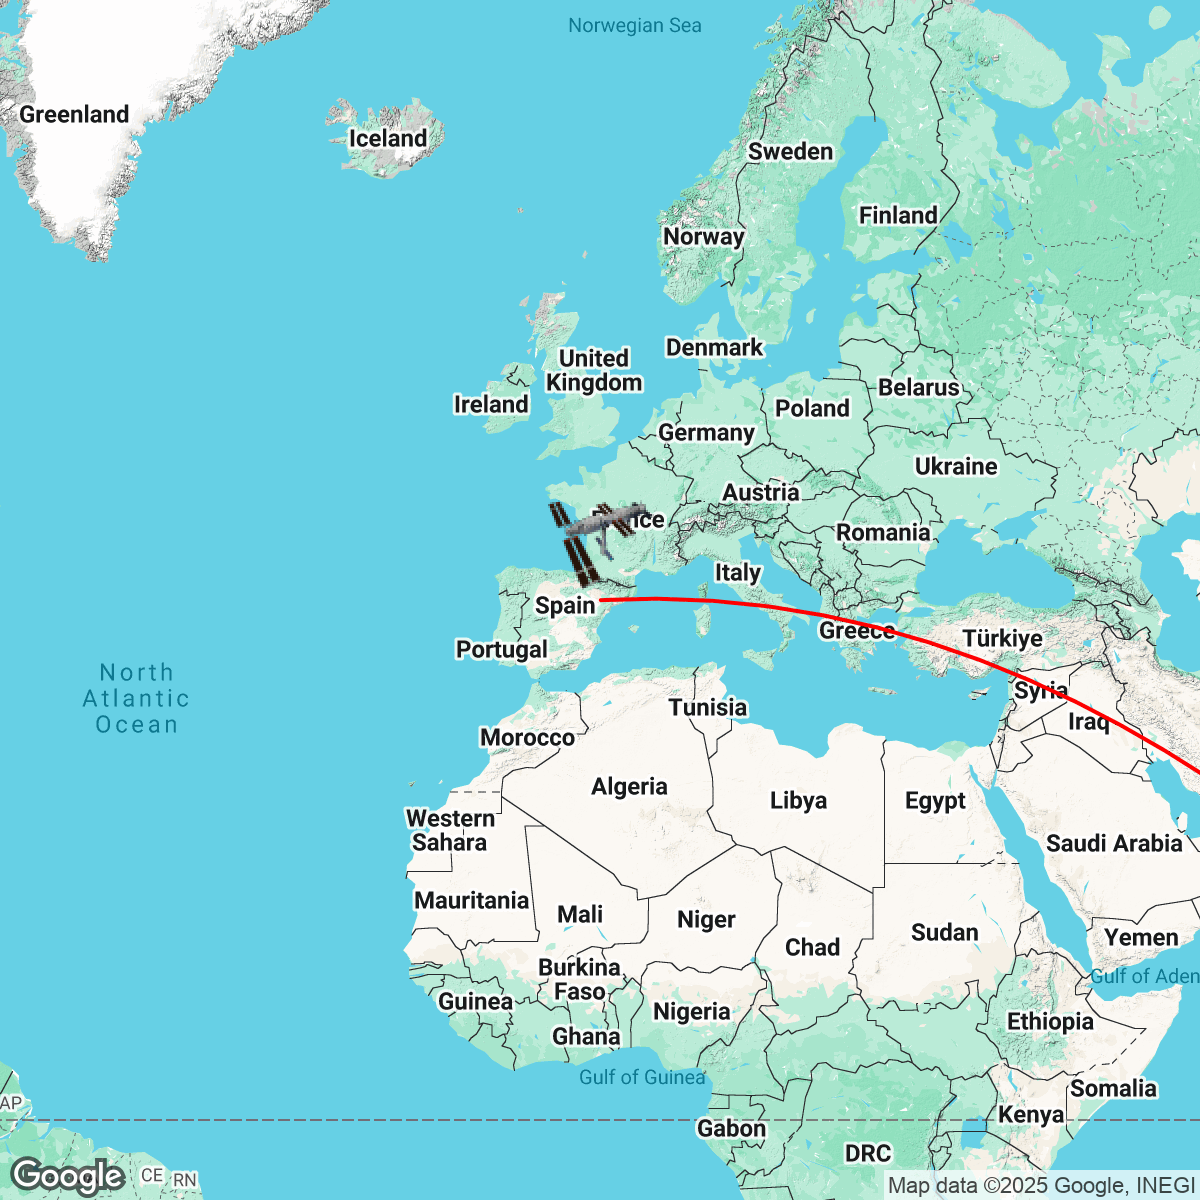 Norwegian Sea
Greenland
Iceland
Sweden
Finland
Norway
Denmark
United
Kingdom
Belarus
Ireland
Poland
Germany
Ukraine
Austria
Romania
Italy
Spain
Greece
Türkiye
Portugal
North
Atlantic
Ocean
Syria
Tunisia
Iraq
Morocco
Algeria
Libya
Egypt
Western
Sahara
Saudi Arabia
Mauritania
Mali
Niger
Sudan
Yemen
Chad
Burkina
Faso
Gulf of Aden
Guinea
Nigeria
Ethiopia
Ghana
Gulf of Guinea
Somalia
AP
Kenya
Gabon
DRC
Google
CE
RN
Map data ©2025 Google, INEGI